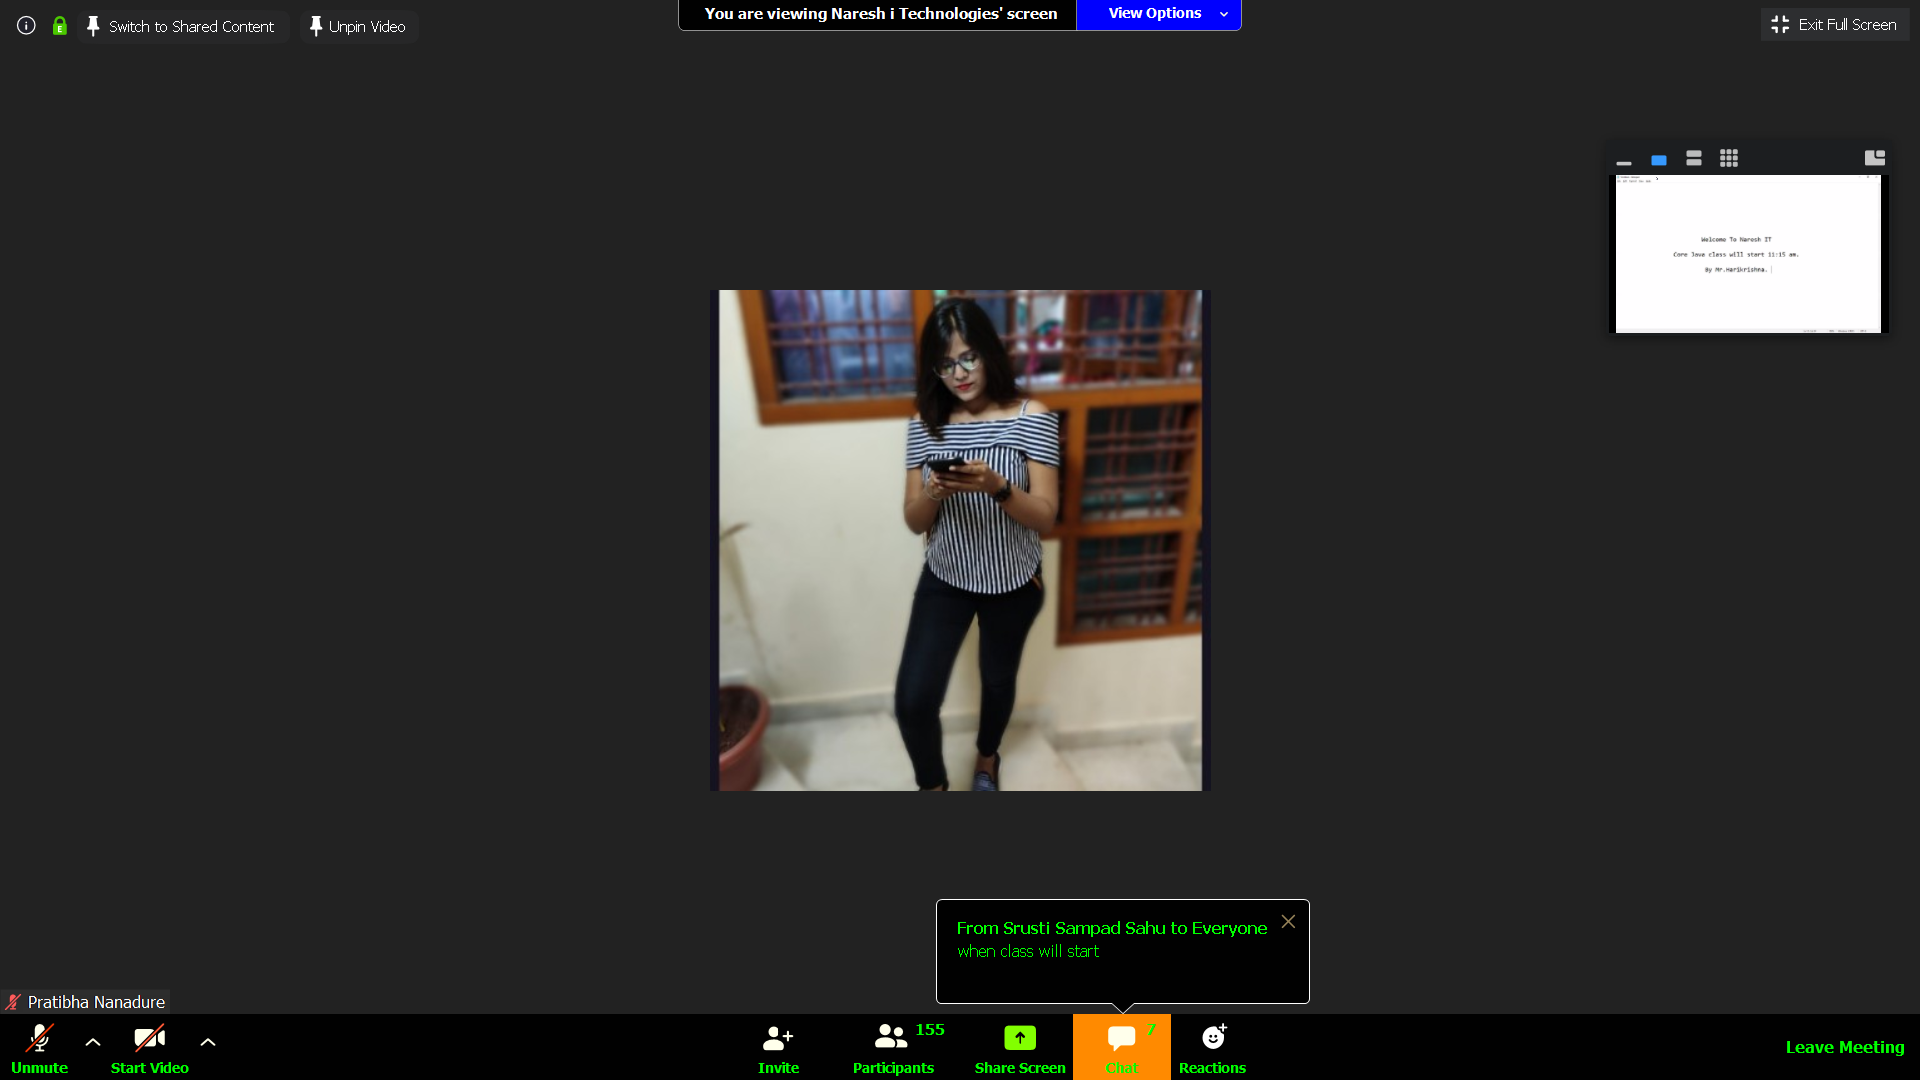 Switch to Shared Content
Unpin Video
You are viewing Naresh i Technologies' screen
View Options
Exit Full Screen
Welcome To Naresh IT
Core Java class will start 11:15 am.
By Mr.Harikrishna.
From Srusti Sampad Sahu to Everyone
when class will start
Pratibha Nanadure
Unmute
Start Video
Invite
155
Participants
Share Screen
7
Chat
Reactions
Leave Meeting